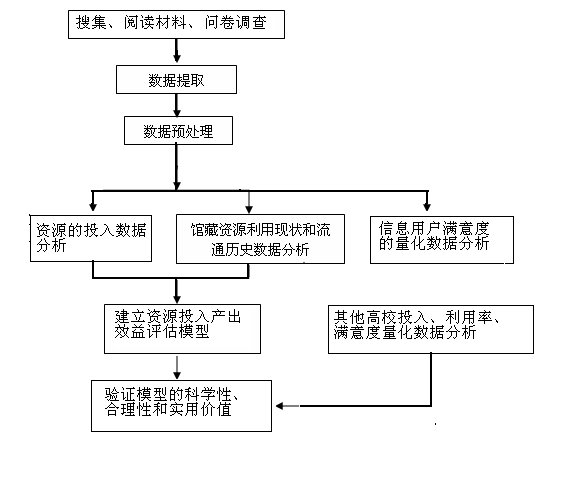 搜集、阅读材料、问卷调查
数据提取
数据预处理
资源的投入数据
分析
馆藏资源利用现状和流
通历史数据分析
信息用户满意度
的量化数据分析
建立资源投入产出
效益评估模型
其他高校投入、利用率、
满意度量化数据分析
验证模型的科学性、
合理性和实用价值